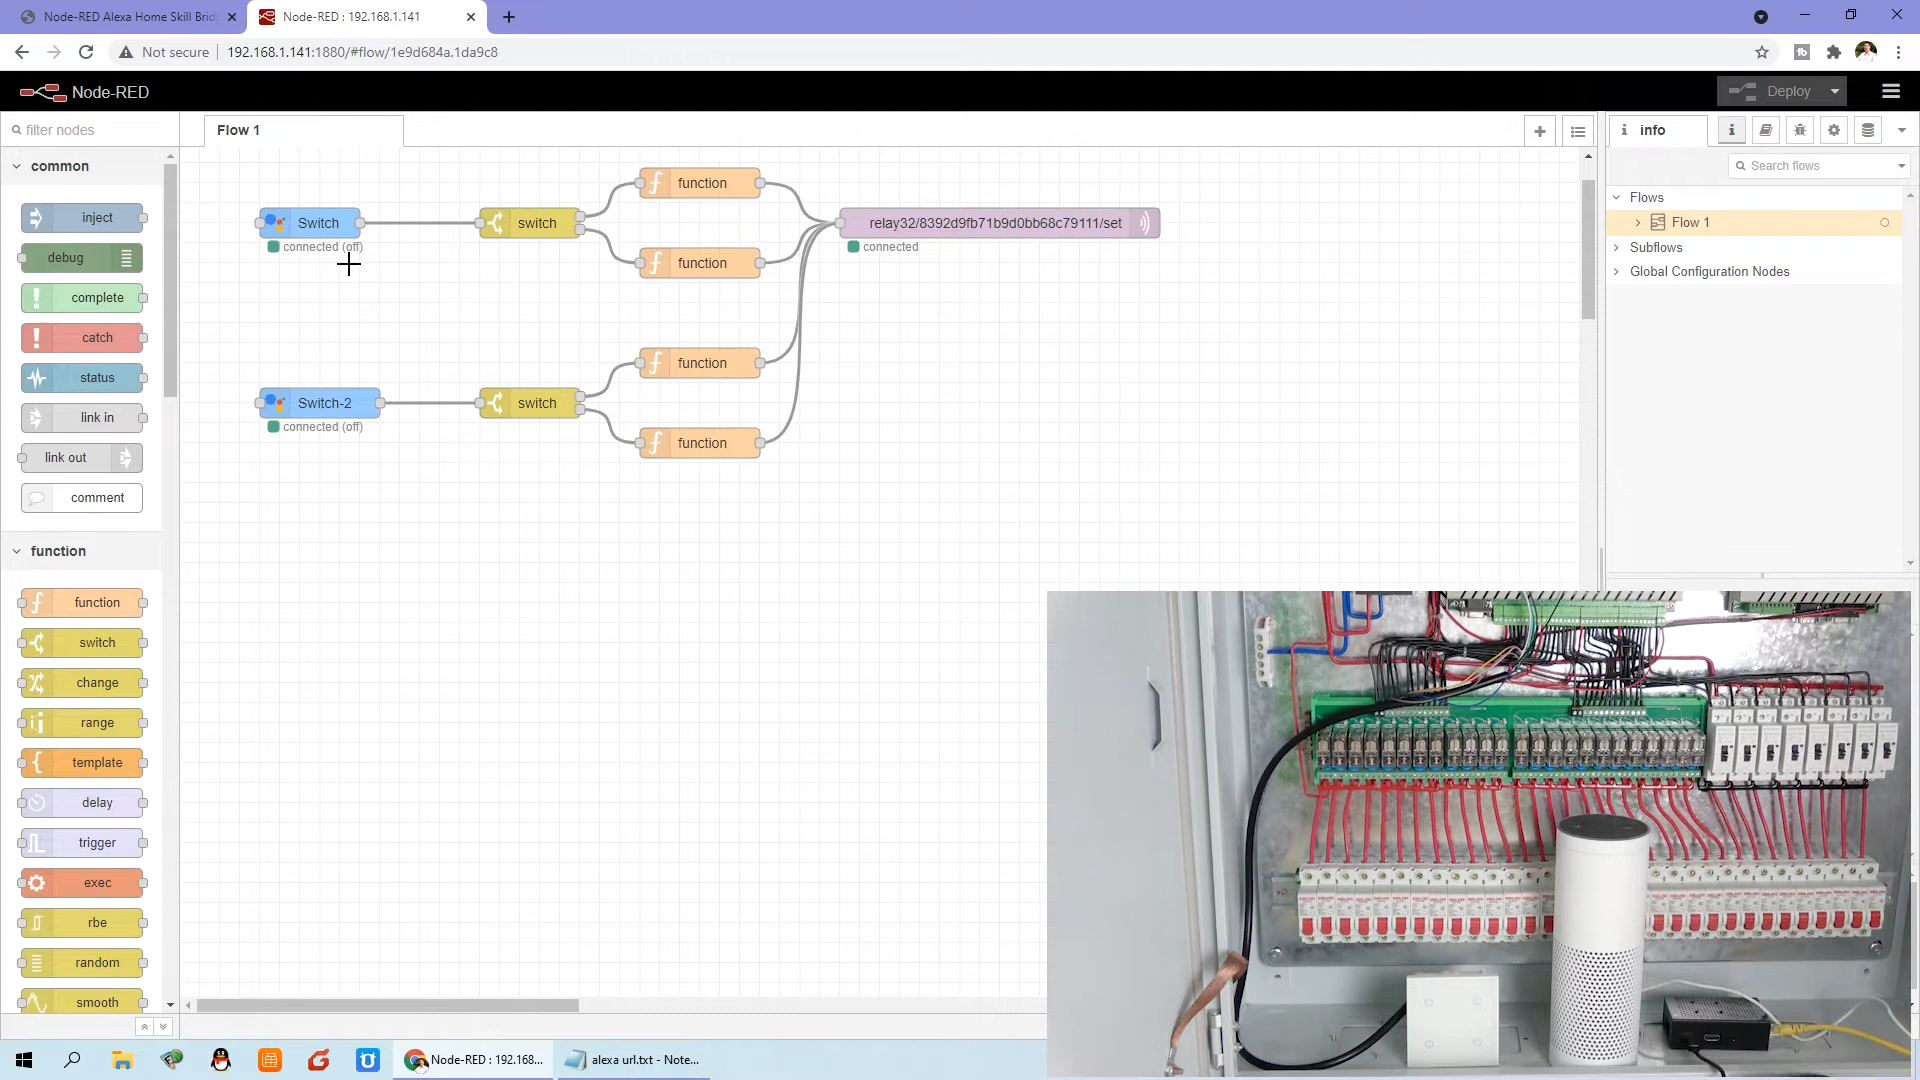 Node-RED Alexa Home Skill Brid
Node-RED : 192.168.1.141
Not secure
192.168.1.141:1880/#flow/1e9d684a.1da9c8
Node-RED
Deploy
filter nodes
Flow 1
info
Search flows
common
inject
debug
complete
catch
status
link in
link out
comment
function
function
switch
change
range
template
delay
trigger
exec
rbe
random
smooth
Switch
connected (off)
switch
function
function
relay32/8392d9fb71b9d0bb68c79111/set
connected
Switch-2
connected (off)
switch
function
function
Flows
Flow 1
Subflows
Global Configuration Nodes
Node-RED : 192.168...
alexa url.txt - Note...